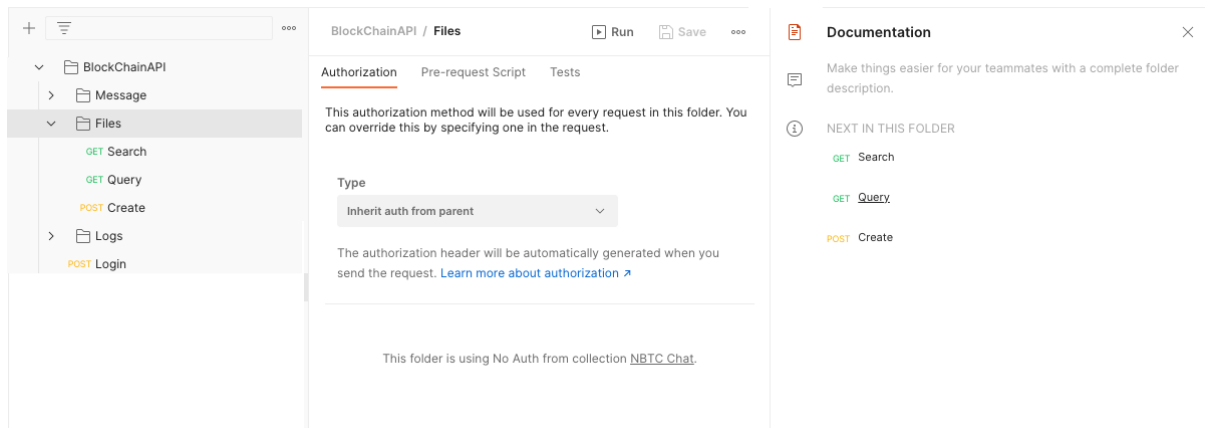 BlockChainAPI
Message
Files
GET Search
GET Query
POST Create
Logs
POST Login
BlockChainAPI / Files
Run
Save
Authorization
Pre-request Script
Tests
This authorization method will be used for every request in this folder. You
can override this by specifying one in the request.
Type
Inherit auth from parent
The authorization header will be automatically generated when you
send the request. Learn more about authorization ↗
This folder is using No Auth from collection NBTC Chat.
Documentation
Make things easier for your teammates with a complete folder
description.
NEXT IN THIS FOLDER
GET Search
GET Query
POST Create